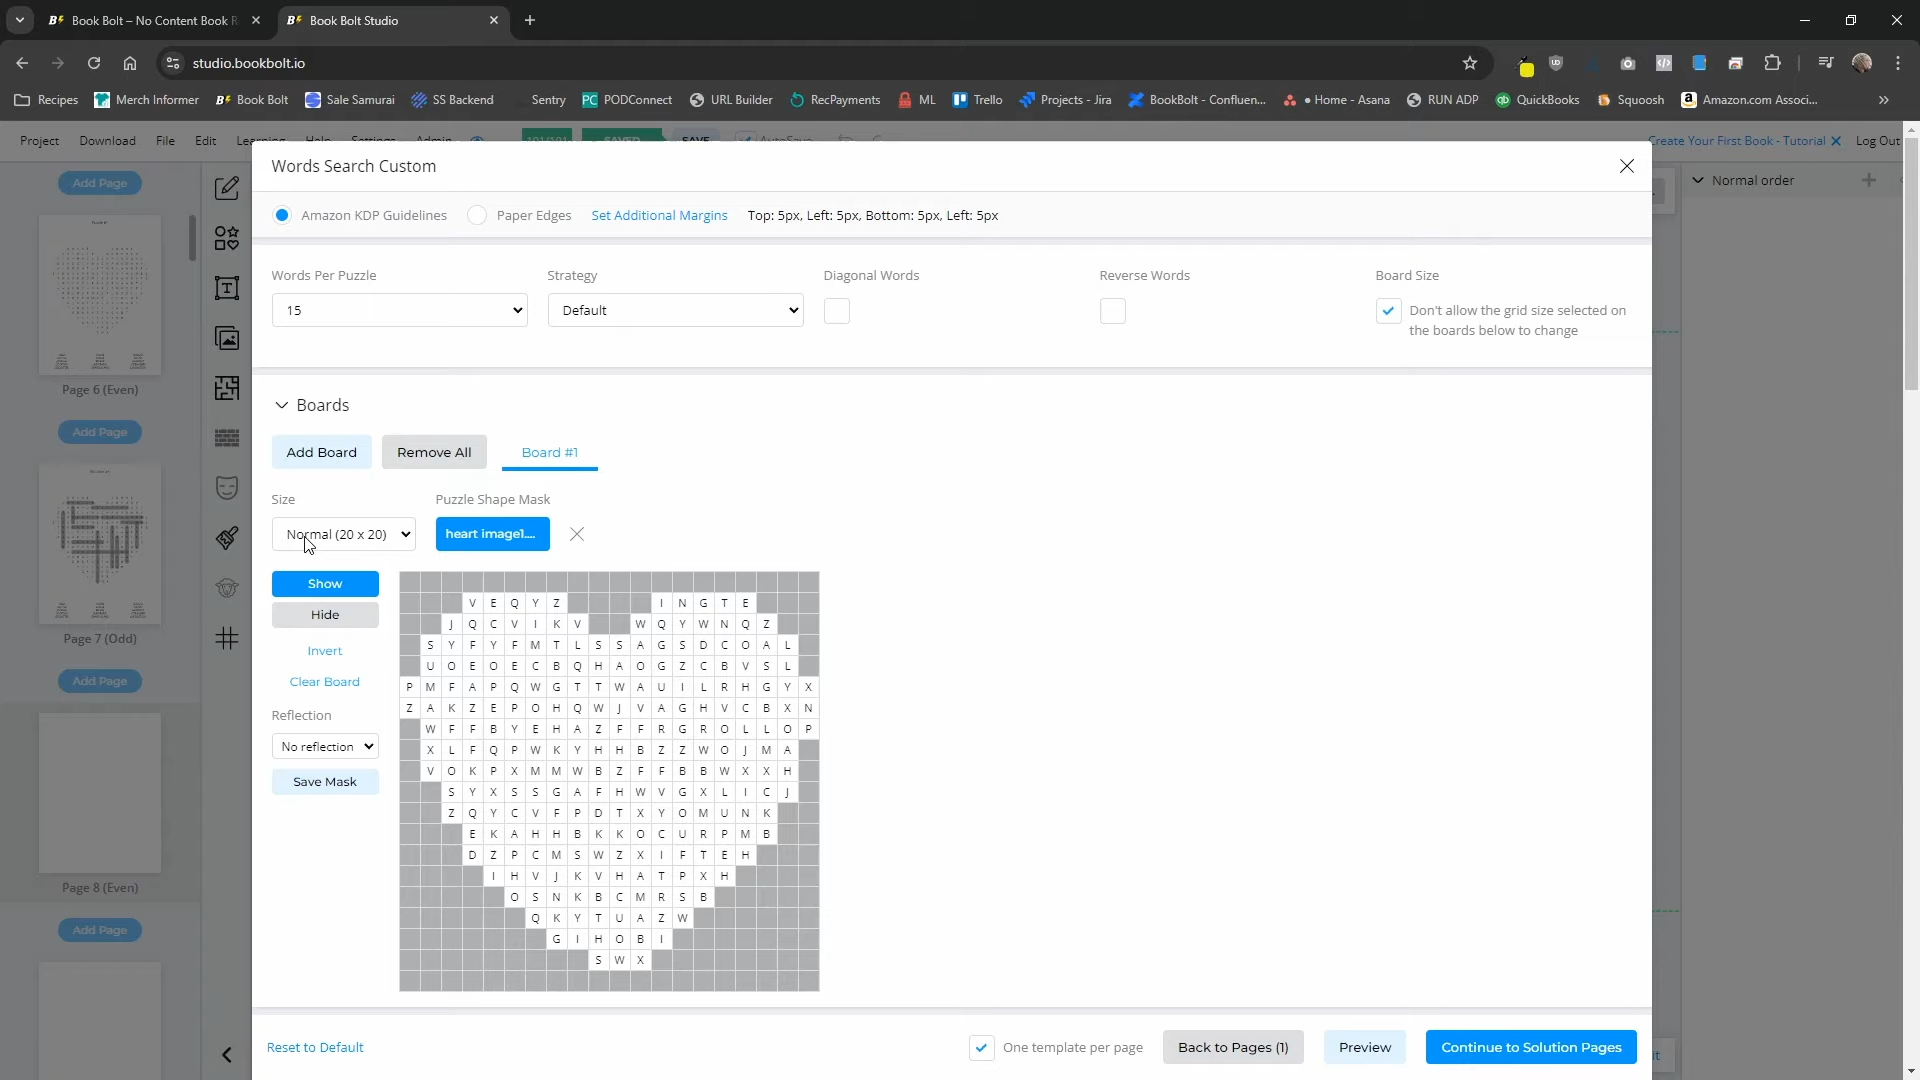 Book Bolt – No Content Book R
Book Bolt Studio
studio.bookbolt.io
Recipes
Merch Informer
Book Bolt
Sale Samurai
SS Backend
Sentry
PODConnect
URL Builder
RecPayments
ML
Trello
Projects - Jira
BookBolt - Confluen...
• Home - Asana
RUN ADP
QuickBooks
Squoosh
Amazon.com Associ...
Project
Download
File
Edit
Create Your First Book - Tutorial
Log Out
Normal order
Add Page
Page 6 (Even)
Add Page
Page 7 (Odd)
Add Page
Page 8 (Even)
Add Page
Words Search Custom
Amazon KDP Guidelines
Paper Edges
Set Additional Margins
Top: 5px, Left: 5px, Bottom: 5px, Left: 5px
Words Per Puzzle
15
Strategy
Default
Diagonal Words
Reverse Words
Board Size
Don't allow the grid size selected on
the boards below to change
Boards
Add Board
Remove All
Board #1
Size
Normal (20 x 20)
Puzzle Shape Mask
heart image1....
Show
Hide
Invert
Clear Board
Reflection
No reflection
Save Mask
V E Q Y Z I N G T E
J Q C V I K V W Q Y W N Q Z
S Y F Y F M T L S S A G S D C O A L
U O E O E C B Q H A O G Z C B V S L
P M F A P Q W G T T W A U I L R H G Y X
Z A K Z E P O H Q W J V A G H V C B X N
W F F B Y E H A Z F F R G R O L L O P
X L F Q P W K Y H H B Z Z W O J M A
V O K P X M M W B Z F F B B W X X H
S Y X S S G A F H W V G X L I C J
Z Q Y C V F P D T X Y O M U N K
E K A H H B K K O C U R P M B
D Z P C M S W Z X I F T E H
I H V J K V H A T P X H
O S N K B C M R S B
Q K Y T U A Z W
G I H O B I
S W X
Reset to Default
One template per page
Back to Pages (1)
Preview
Continue to Solution Pages